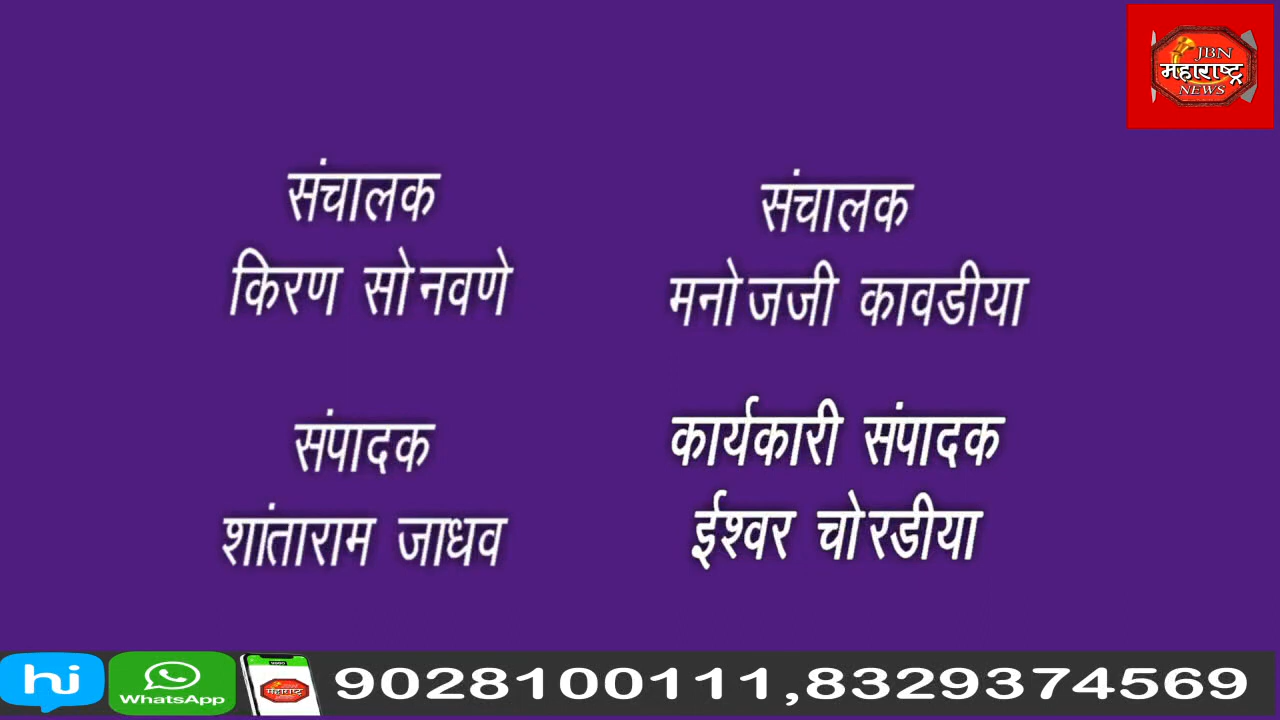 JBN
महाराष्ट्र
NEWS
संचालक
किरण सोनवणे
संचालक
मनोजजी कावडीया
संपादक
शांताराम जाधव
कार्यकारी संपादक
ईश्वर चोरडीया
hi
WhatsApp
महाराष्ट्र
9028100111,8329374569